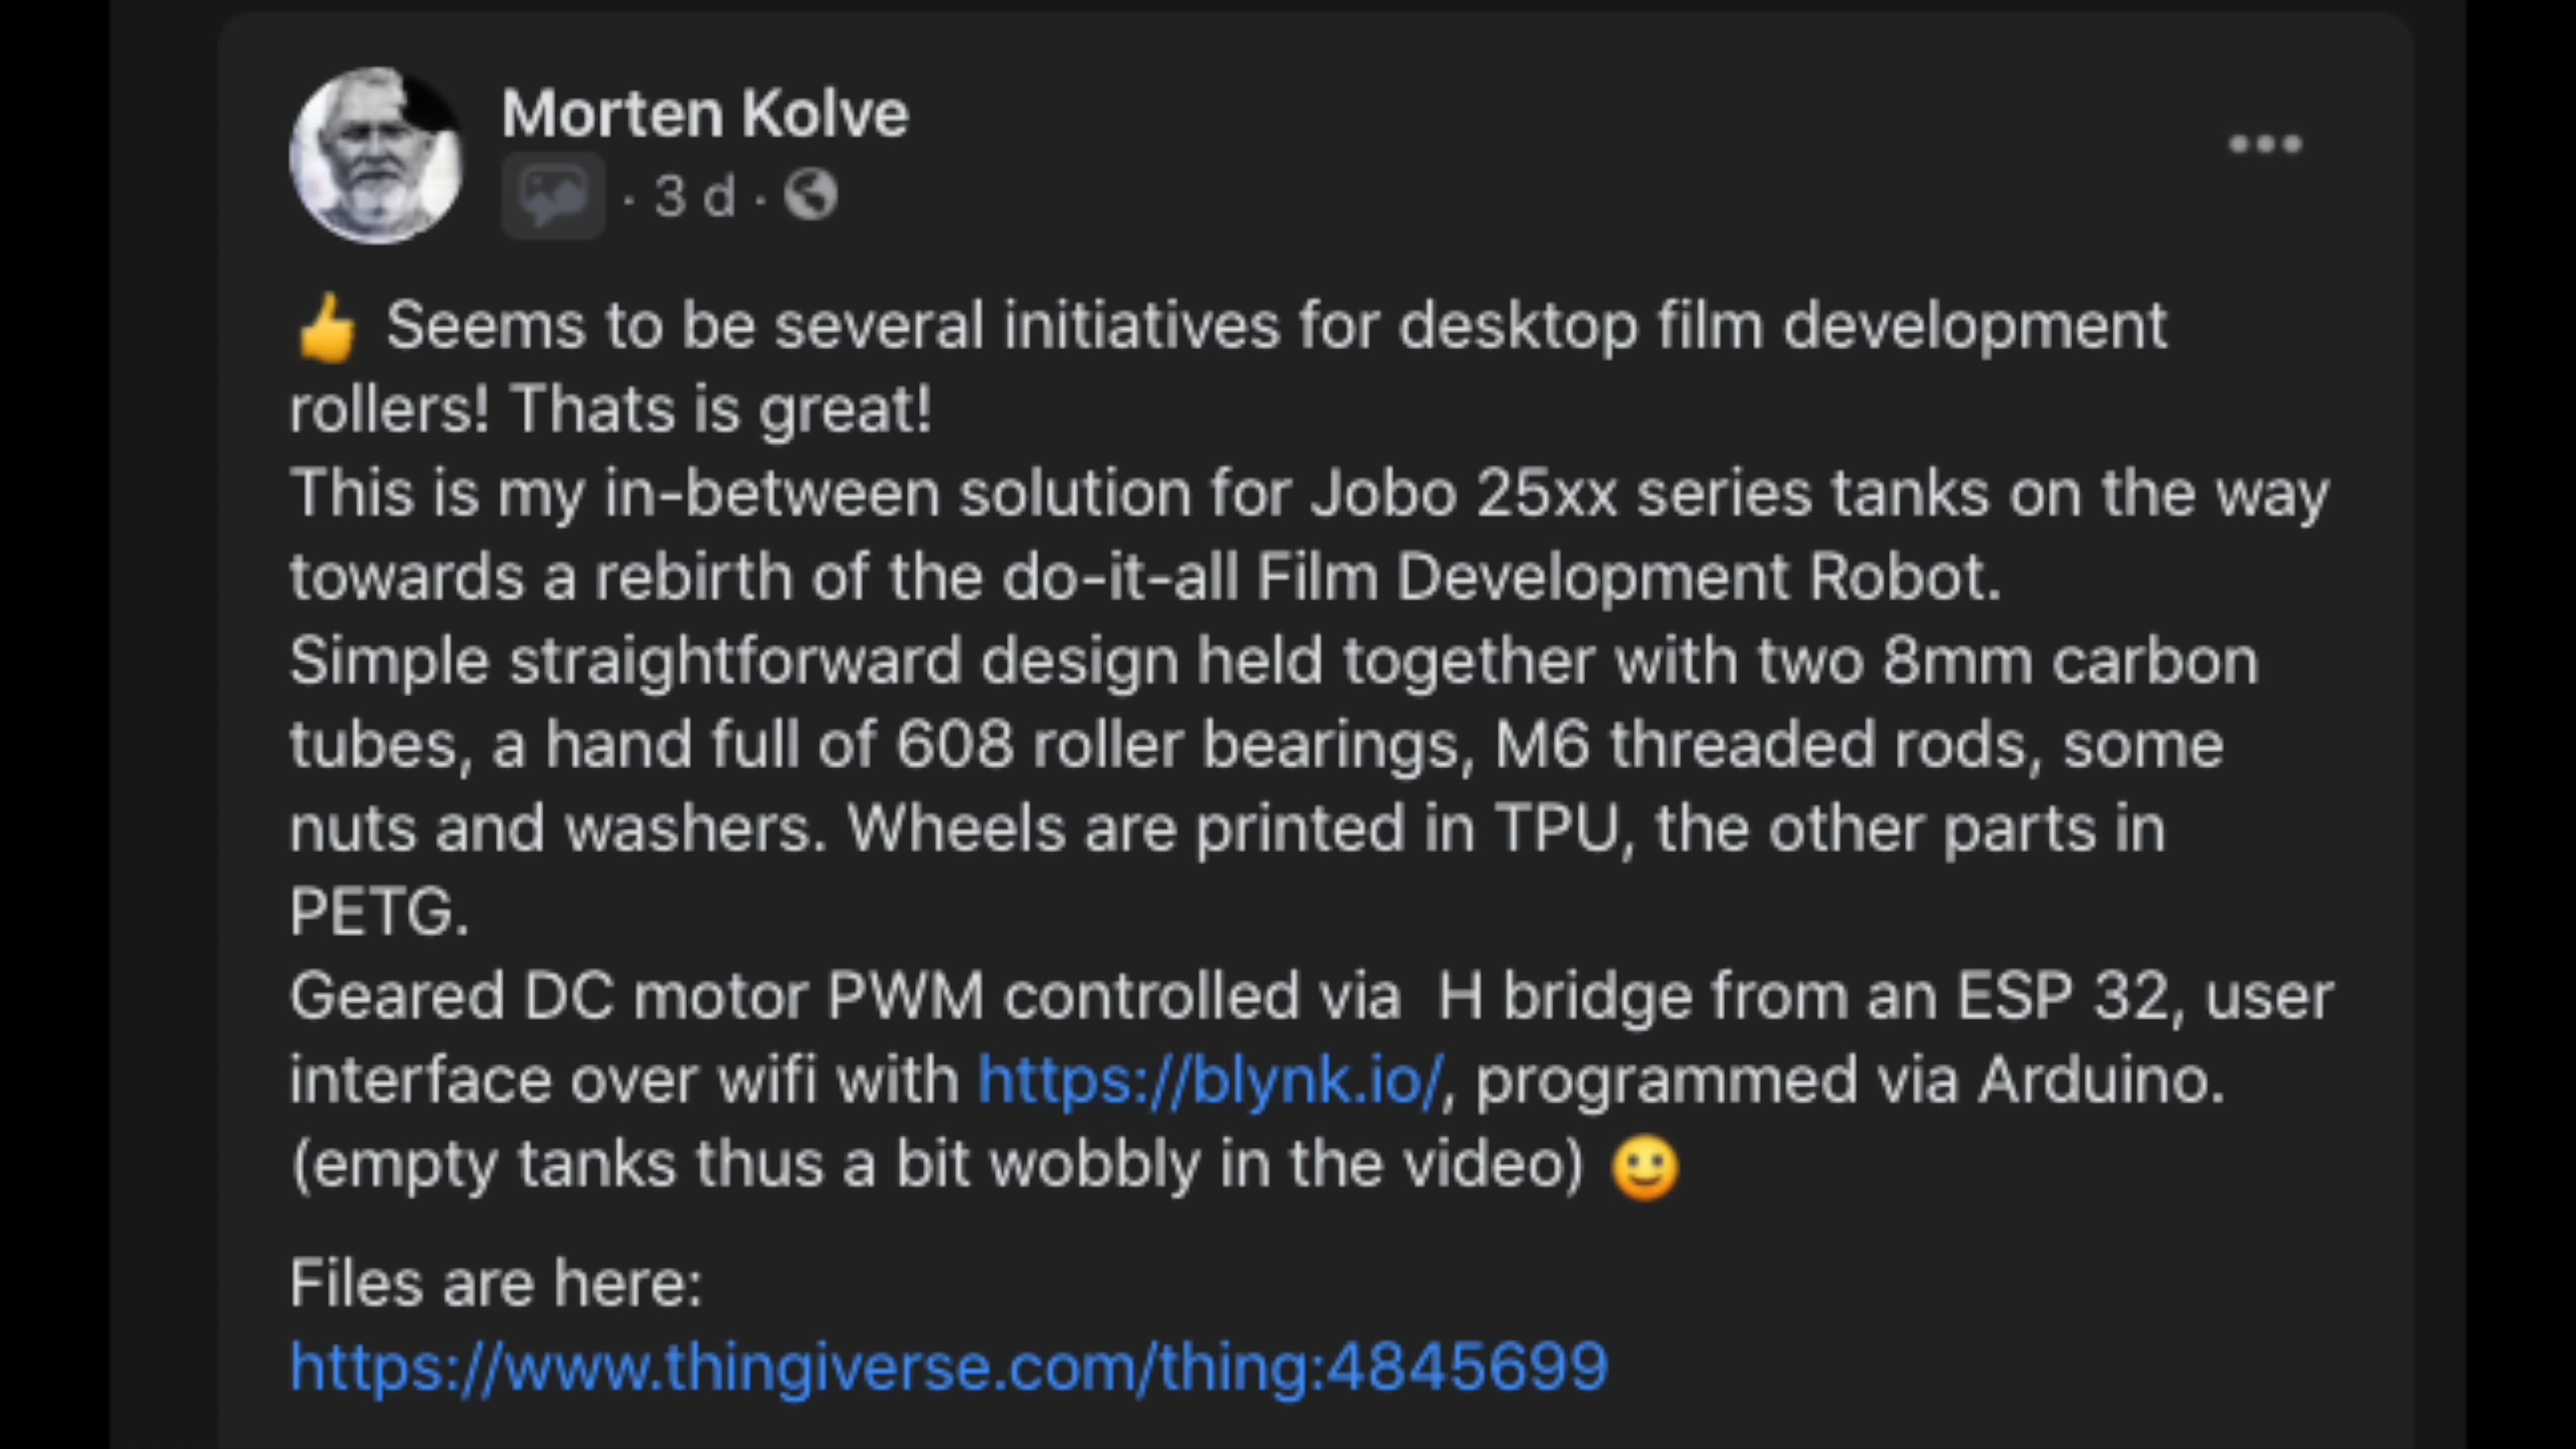 Morten Kolve
· 3 d ·
👍 Seems to be several initiatives for desktop film development
rollers! Thats is great!
This is my in-between solution for Jobo 25xx series tanks on the way
towards a rebirth of the do-it-all Film Development Robot.
Simple straightforward design held together with two 8mm carbon
tubes, a hand full of 608 roller bearings, M6 threaded rods, some
nuts and washers. Wheels are printed in TPU, the other parts in
PETG.
Geared DC motor PWM controlled via  H bridge from an ESP 32, user
interface over wifi with https://blynk.io/, programmed via Arduino.
(empty tanks thus a bit wobbly in the video) 🙂
Files are here:
https://www.thingiverse.com/thing:4845699